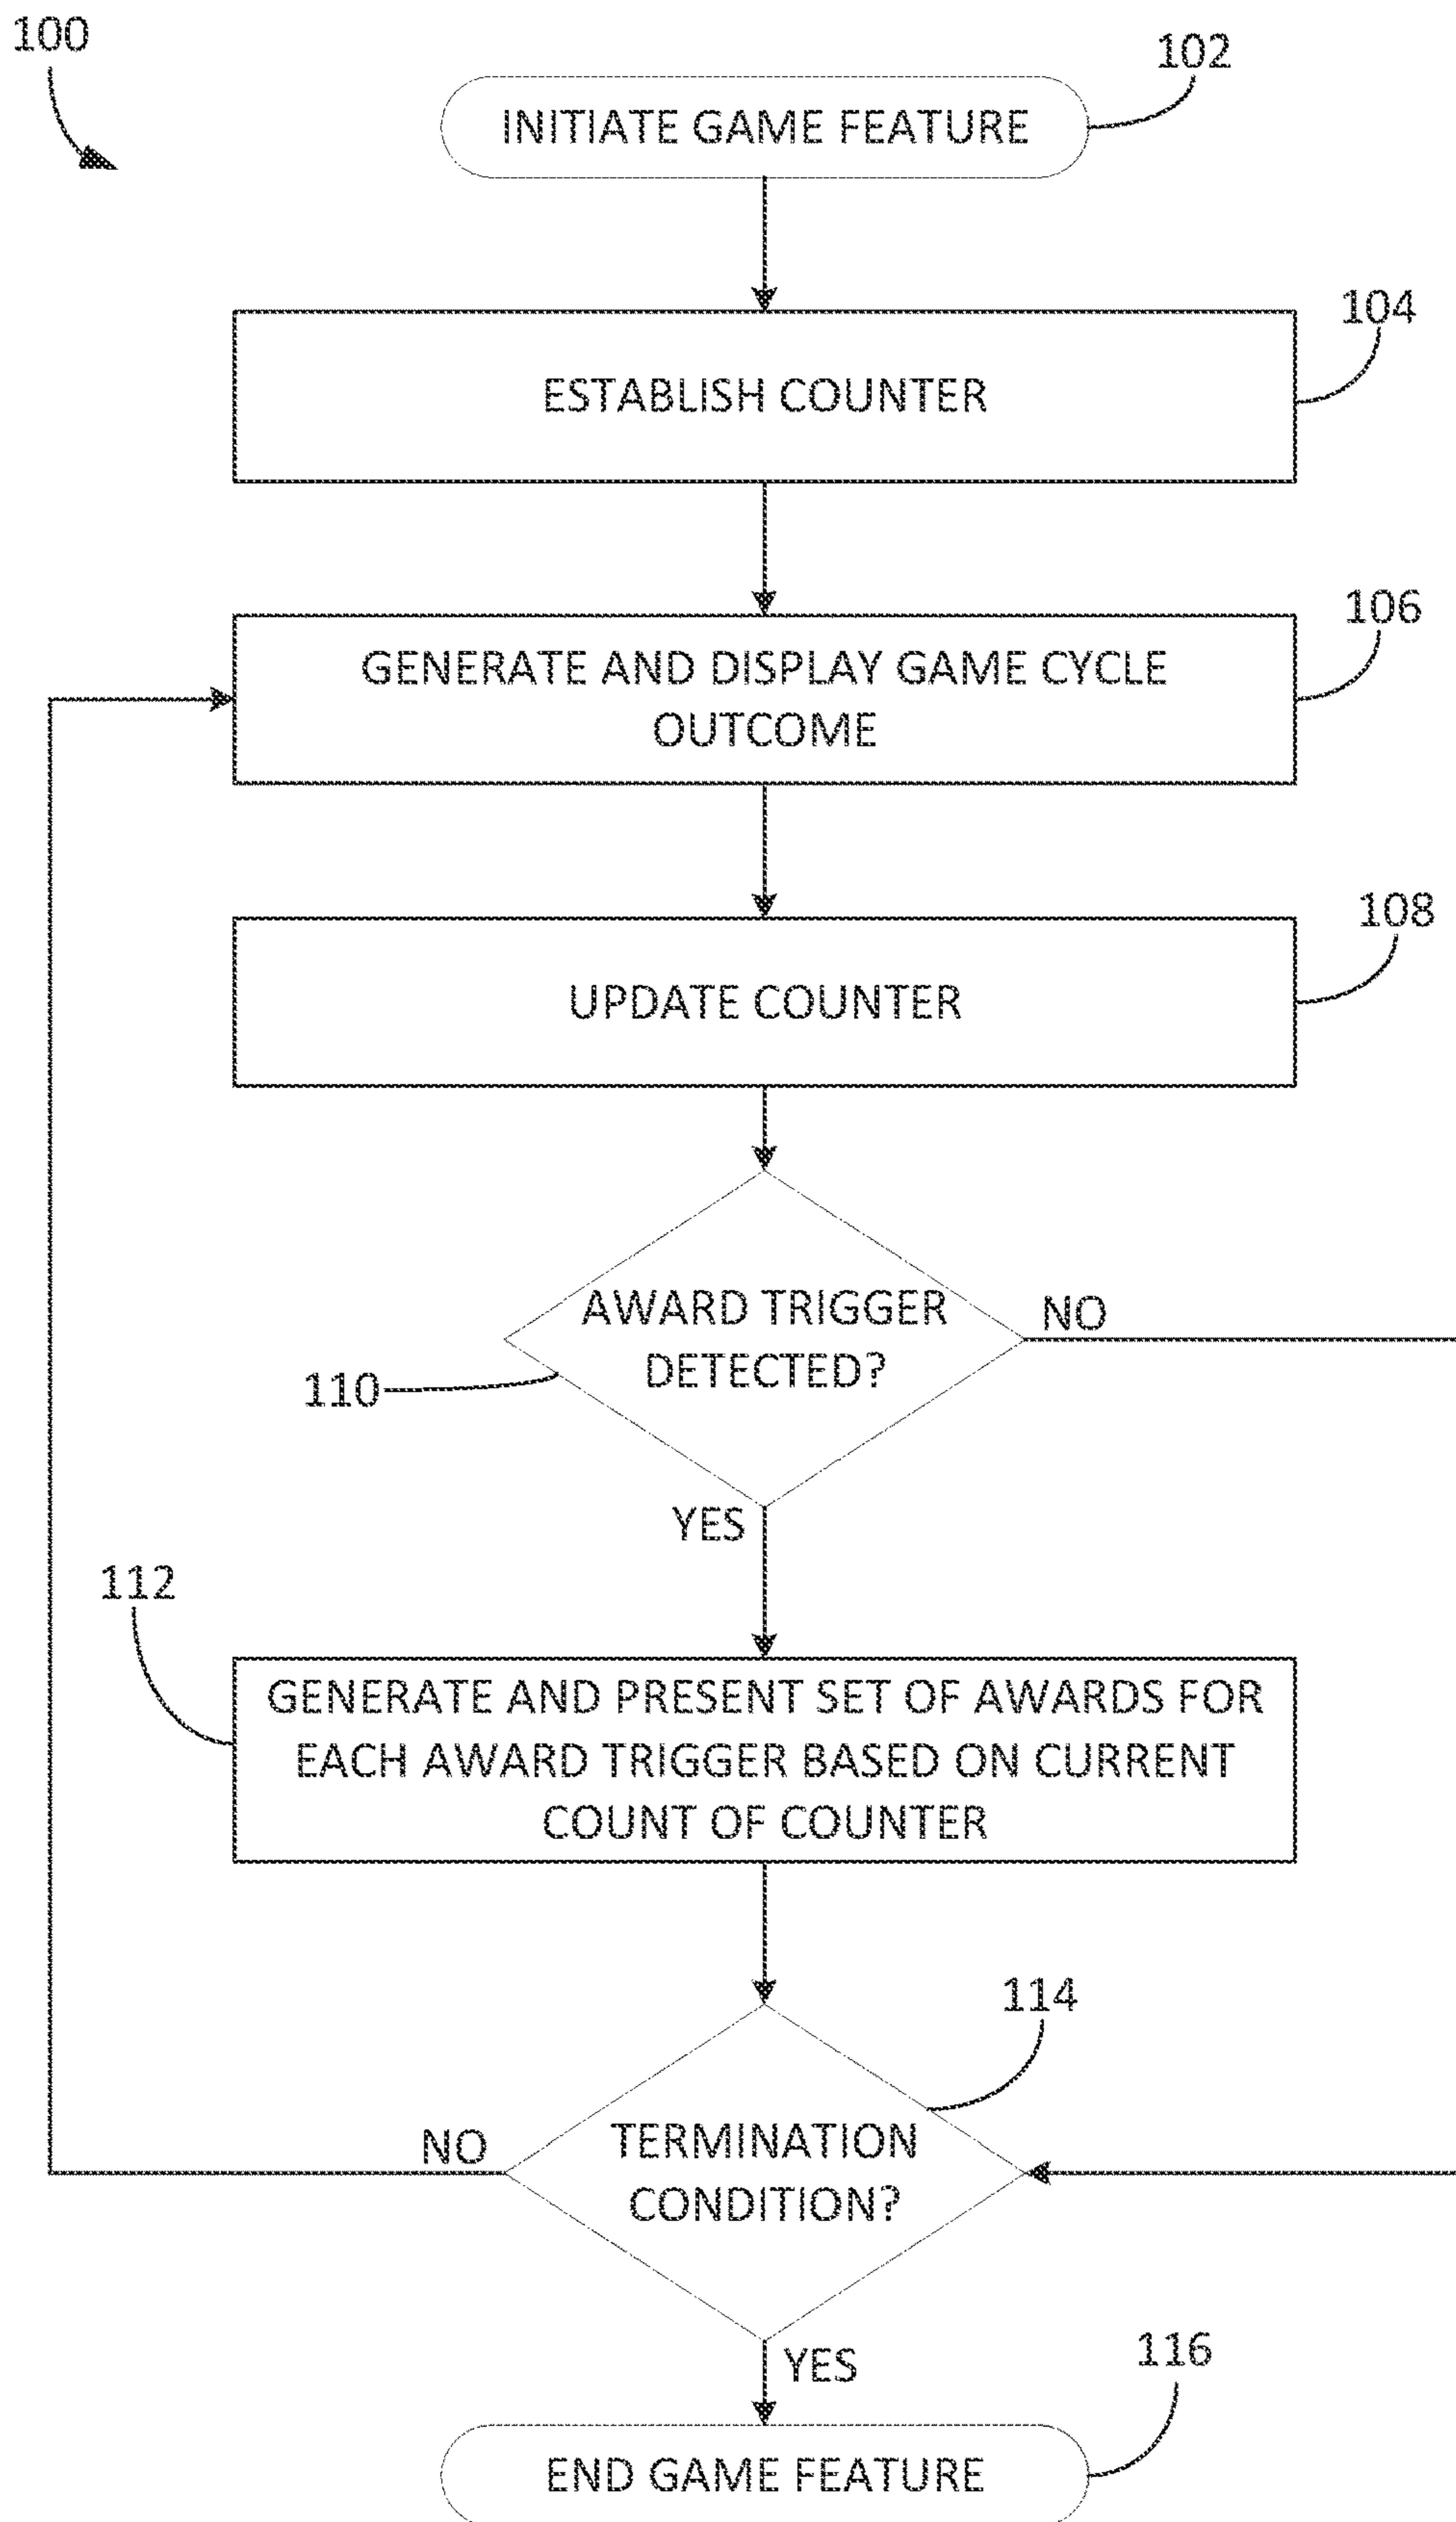 100
102
INITIATE GAME FEATURE
104
ESTABLISH COUNTER
106
GENERATE AND DISPLAY GAME CYCLE
OUTCOME
108
UPDATE COUNTER
AWARD TRIGGER
DETECTED?
NO
110
YES
112
GENERATE AND PRESENT SET OF AWARDS FOR
EACH AWARD TRIGGER BASED ON CURRENT
COUNT OF COUNTER
114
NO
TERMINATION
CONDITION?
YES
116
END GAME FEATURE